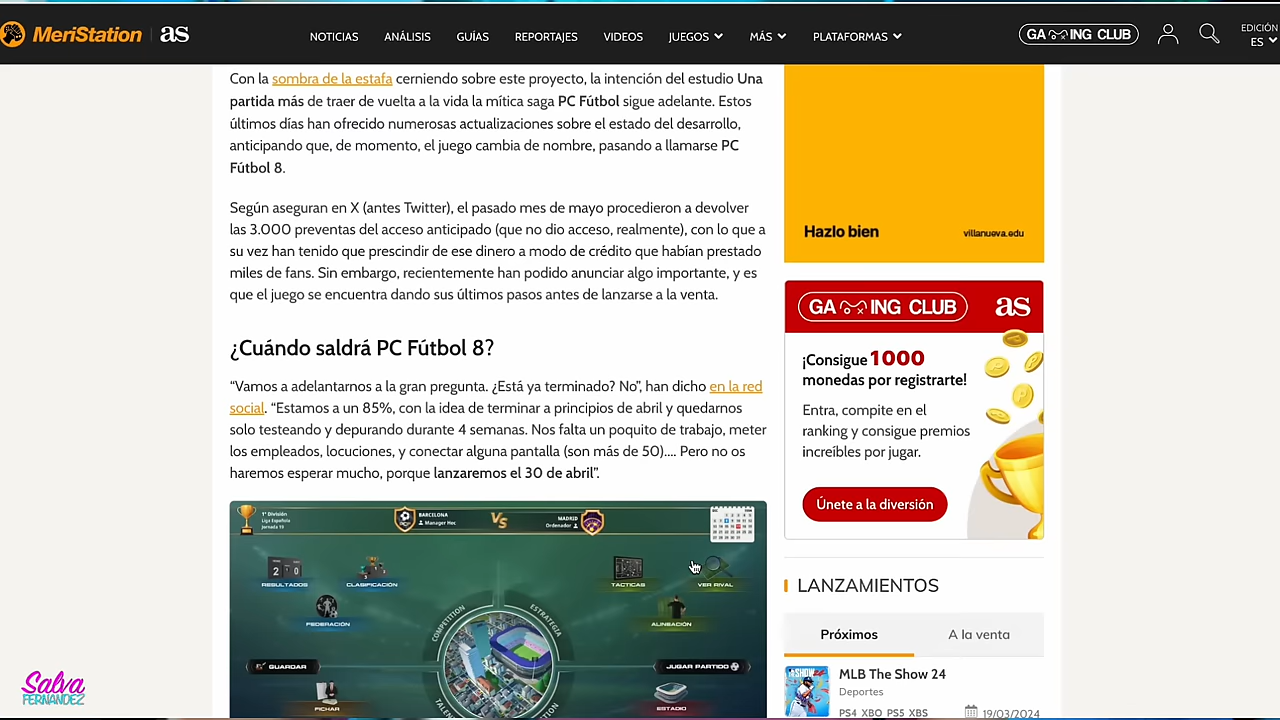 MeriStation as
NOTICIAS ANÁLISIS GUÍAS REPORTAJES VIDEOS JUEGOS MÁS PLATAFORMAS
GAMING CLUB
EDICIÓN
ES
Con la sombra de la estafa cerniendo sobre este proyecto, la intención del estudio Una
partida más de traer de vuelta a la vida la mítica saga PC Fútbol sigue adelante. Estos
últimos días han ofrecido numerosas actualizaciones sobre el estado del desarrollo,
anticipando que, de momento, el juego cambia de nombre, pasando a llamarse PC
Fútbol 8.
Según aseguran en X (antes Twitter), el pasado mes de mayo procedieron a devolver
las 3.000 preventas del acceso anticipado (que no dio acceso, realmente), con lo que a
su vez han tenido que prescindir de ese dinero a modo de crédito que habían prestado
miles de fans. Sin embargo, recientemente han podido anunciar algo importante, y es
que el juego se encuentra dando sus últimos pasos antes de lanzarse a la venta.
¿Cuándo saldrá PC Fútbol 8?
“Vamos a adelantarnos a la gran pregunta. ¿Está ya terminado? No”, han dicho en la red
social. “Estamos a un 85%, con la idea de terminar a principios de abril y quedarnos
solo testeando y depurando durante 4 semanas. Nos falta un poquito de trabajo, meter
los empleados, locuciones, y conectar alguna pantalla (son más de 50)…. Pero no os
haremos esperar mucho, porque lanzaremos el 30 de abril”.
1ª División
Liga Española
Jornada 19
BARCELONA
Manager Hec
VS
MADRID
Ordenador
RESULTADOS
CLASIFICACIÓN
TACTICAS
VER RIVAL
FEDERACIÓN
ALINEACIÓN
COMPETITION
ESTRATEGIA
GUARDAR
JUGAR PARTIDO
FICHAR
ESTADIO
Hazlo bien
villanueva.edu
GAMING CLUB as
¡Consigue 1000
monedas por registrarte!
Entra, compite en el
ranking y consigue premios
increíbles por jugar.
Únete a la diversión
LANZAMIENTOS
Próximos A la venta
MLB The Show 24
Deportes
PS4 XBO PS5 XBS 19/03/2024
Salva
FERNANDEZ